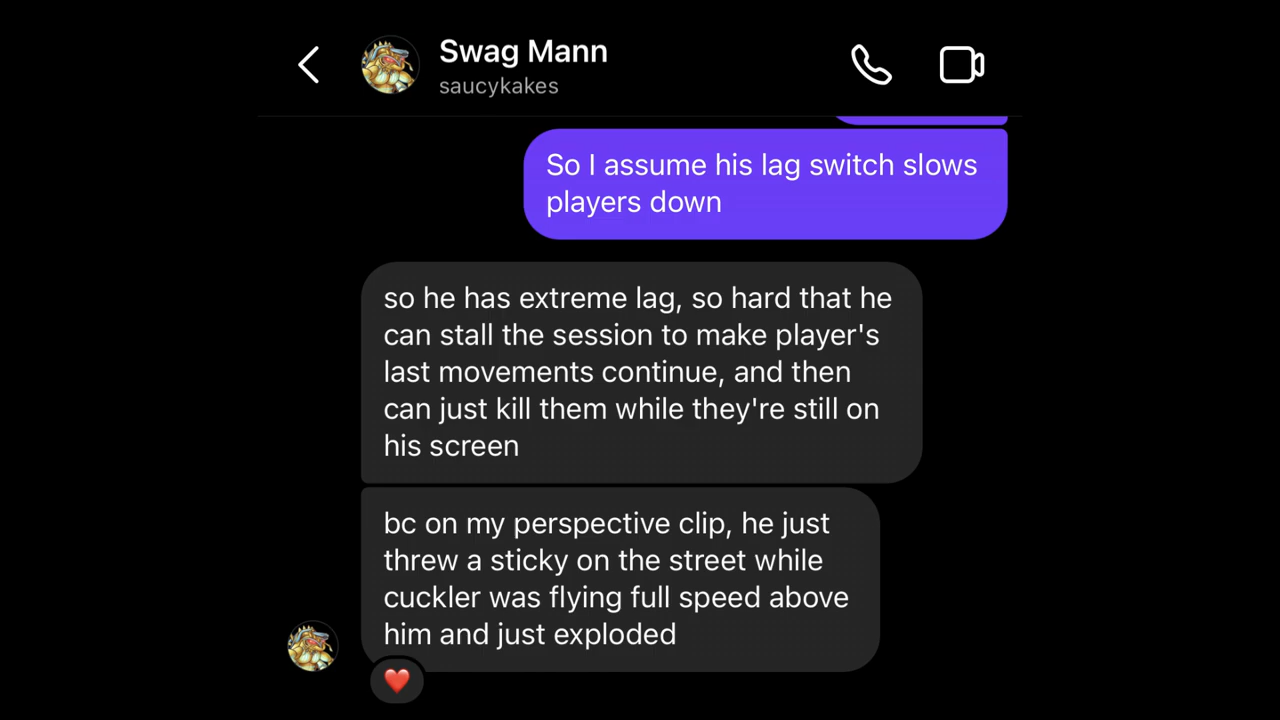 Swag Mann
saucykakes
So I assume his lag switch slows
players down
so he has extreme lag, so hard that he
can stall the session to make player's
last movements continue, and then
can just kill them while they're still on
his screen
bc on my perspective clip, he just
threw a sticky on the street while
cuckler was flying full speed above
him and just exploded